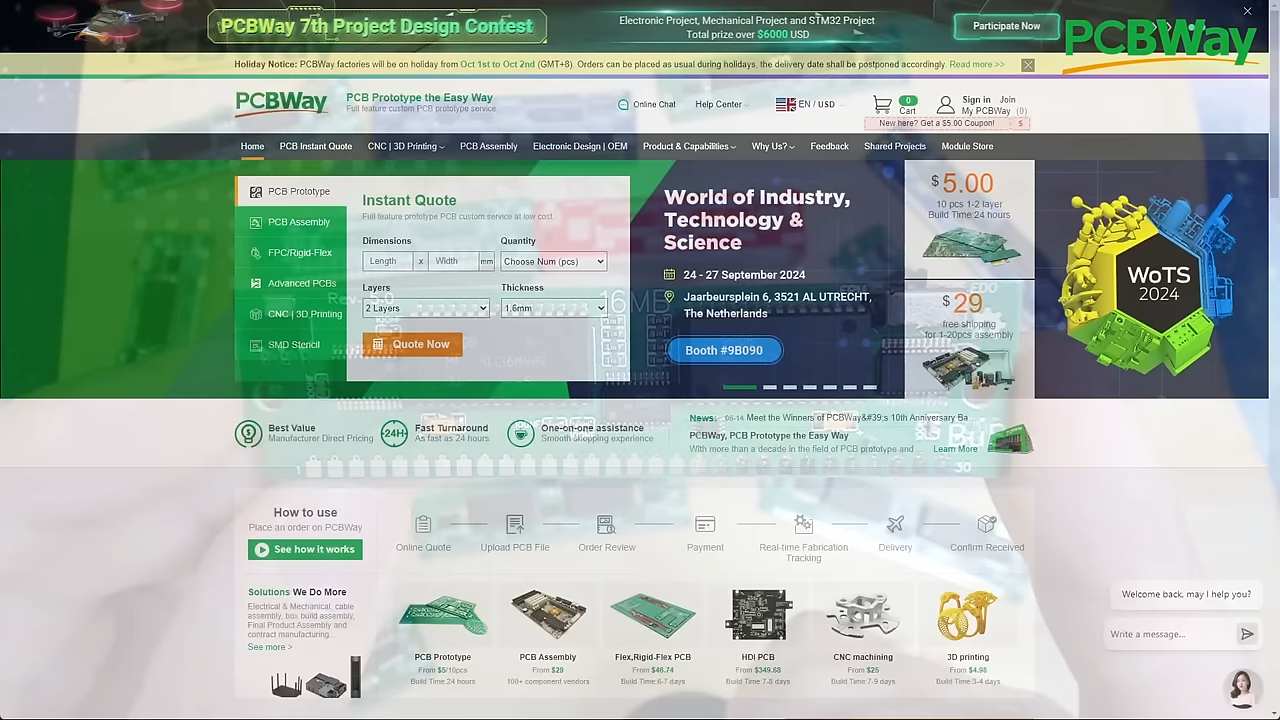 PCBWay 7th Project Design Contest
Electronic Project, Mechanical Project and STM32 Project
Total prize over $6000 USD
Participate Now
PCBWay
Holiday Notice: PCBWay factories will be on holiday from Oct 1st to Oct 2nd (GMT+8). Orders can be placed as usual during holidays, the delivery date shall be postponed accordingly. Read more >>
PCBWay
PCB Prototype the Easy Way
Full feature custom PCB prototype service
Online Chat
Help Center
EN / USD
0
Cart
Sign in Join
My PCBWay (0)
New here? Get a $5.00 Coupon! $
Home PCB Instant Quote CNC | 3D Printing PCB Assembly Electronic Design | OEM Product & Capabilities Why Us? Feedback Shared Projects Module Store
PCB Prototype
PCB Assembly
FPC/Rigid-Flex
Advanced PCBs
CNC | 3D Printing
SMD Stencil
Instant Quote
Full feature prototype PCB custom service at low cost.
Dimensions
Length x Width mm
Quantity
Choose Num (pcs)
Layers
2 Layers
Thickness
1.6mm
Quote Now
Rev. 5.0
16MB
World of Industry,
Technology &
Science
24 - 27 September 2024
Jaarbeursplein 6, 3521 AL UTRECHT,
The Netherlands
Booth #9B090
$5.00
10 pcs 1-2 layer
Build Time:24 hours
$29
free shipping
for 1-20pcs assembly
WoTS
2024
Best Value
Manufacturer Direct Pricing
24H
Fast Turnaround
As fast as 24 hours
One-on-one assistance
Smooth shopping experience
News: 06-14 Meet the Winners of PCBWay&#39;s 10th Anniversary Ba...
PCBWay, PCB Prototype the Easy Way
With more than a decade in the field of PCB prototype and
Learn More
1
30
How to use
Place an order on PCBWay
See how it works
Online Quote
Upload PCB File
Order Review
Payment
Real-time Fabrication
Tracking
Delivery
Confirm Received
Solutions We Do More
Electrical & Mechanical, cable
assembly, box build assembly,
Final Product Assembly and
contract manufacturing...
See more >
PCB Prototype
From $5/10pcs
Build Time:24 hours
PCB Assembly
From $29
100+ component vendors
Flex,Rigid-Flex PCB
From $46.74
Build Time:6-7 days
HDI PCB
From $349.68
Build Time:7-8 days
CNC machining
From $25
Build Time:7-9 days
3D printing
From $4.98
Build Time:3-4 days
Welcome back, may I help you?
Write a message...